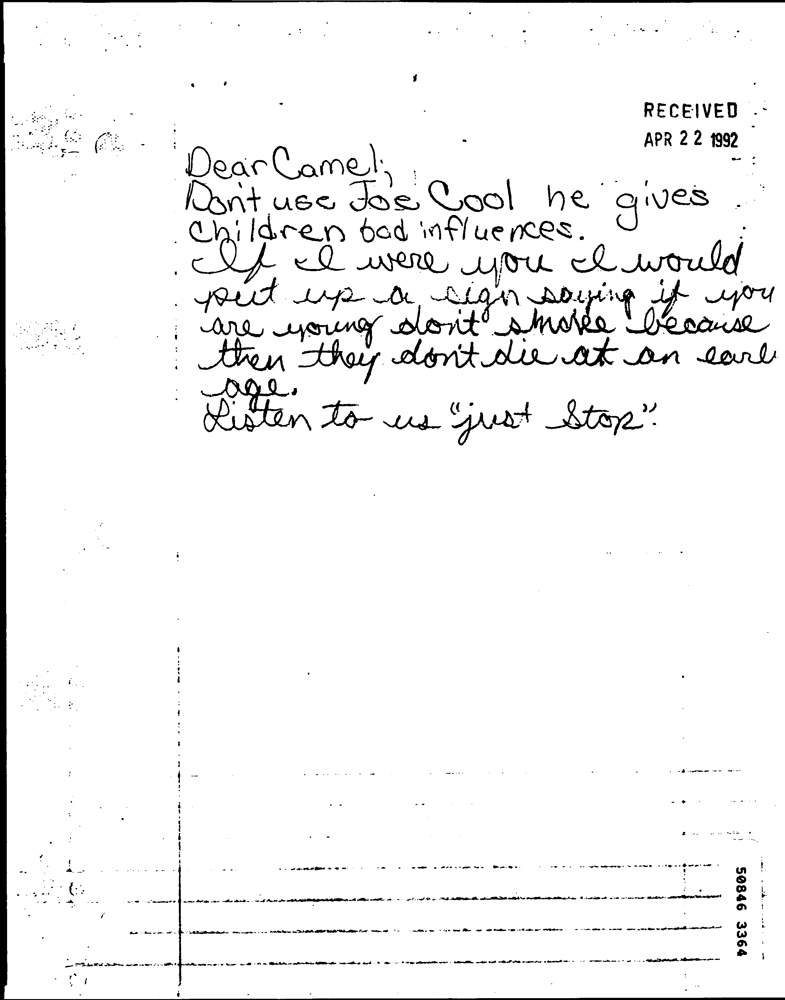 RECEIVED
APR 22 1992
Dear Camel;
Don't use Joe Cool he gives
Children bad influences.
If I were you I would
put up a sign saying if you
are young don't smoke because
then they don't die at an earl
age.
Listen to us "just Stop".
50846 3364